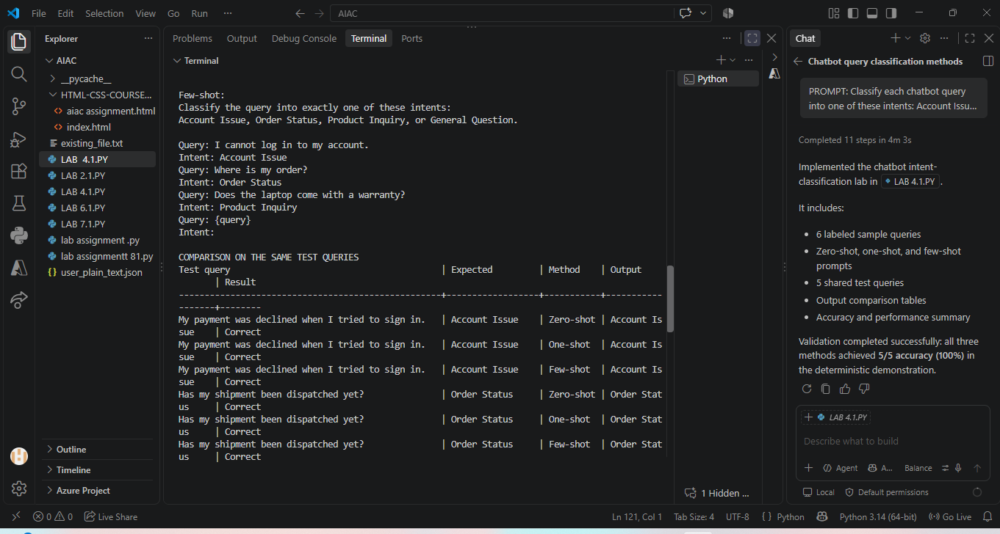 File Edit Selection View Go Run ··· AIAC
Explorer ···
AIAC
__pycache__
HTML-CSS-COURSE...
aiac assignment.html
index.html
existing_file.txt
LAB  4.1.PY
LAB 2.1.PY
LAB 4.1.PY
LAB 6.1.PY
LAB 7.1.PY
lab assignment .py
lab assignmentt 81.py
user_plain_text.json
Outline
Timeline
Azure Project
Problems Output Debug Console Terminal Ports
Terminal
Few-shot:
Classify the query into exactly one of these intents:
Account Issue, Order Status, Product Inquiry, or General Question.
Query: I cannot log in to my account.
Intent: Account Issue
Query: Where is my order?
Intent: Order Status
Query: Does the laptop come with a warranty?
Intent: Product Inquiry
Query: {query}
Intent:
COMPARISON ON THE SAME TEST QUERIES
Test query | Expected | Method | Output
| Result
-------------------------------------------------------+-----------------+-----------+-----------
-------+--------
My payment was declined when I tried to sign in. | Account Issue | Zero-shot | Account Is
sue | Correct
My payment was declined when I tried to sign in. | Account Issue | One-shot | Account Is
sue | Correct
My payment was declined when I tried to sign in. | Account Issue | Few-shot | Account Is
sue | Correct
Has my shipment been dispatched yet? | Order Status | Zero-shot | Order Stat
us | Correct
Has my shipment been dispatched yet? | Order Status | One-shot | Order Stat
us | Correct
Has my shipment been dispatched yet? | Order Status | Few-shot | Order Stat
us | Correct
Python
1 Hidden ...
Chat
Chatbot query classification methods
PROMPT: Classify each chatbot query
into one of these intents: Account Issu...
Completed 11 steps in 4m 3s
Implemented the chatbot intent-
classification lab in LAB 4.1.PY .
It includes:
• 6 labeled sample queries
• Zero-shot, one-shot, and few-shot
prompts
• 5 shared test queries
• Output comparison tables
• Accuracy and performance summary
Validation completed successfully: all three
methods achieved 5/5 accuracy (100%) in
the deterministic demonstration.
LAB 4.1.PY
Describe what to build
Agent A... Balance
Local Default permissions
0 0 Live Share Ln 121, Col 1 Tab Size: 4 UTF-8 { } Python Python 3.14 (64-bit) Go Live